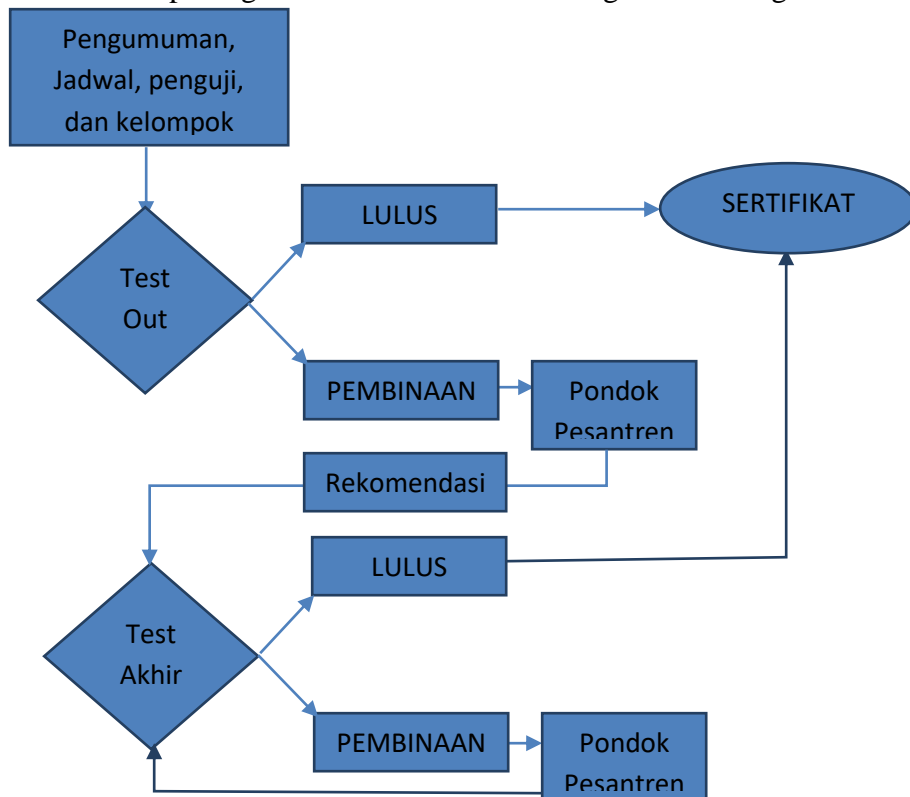 Pengumuman,
Jadwal, penguji,
dan kelompok
LULUS
SERTIFIKAT
Test
Out
PEMBINAAN
Pondok
Pesantren
Rekomendasi
LULUS
Test
Akhir
PEMBINAAN
Pondok
Pesantren